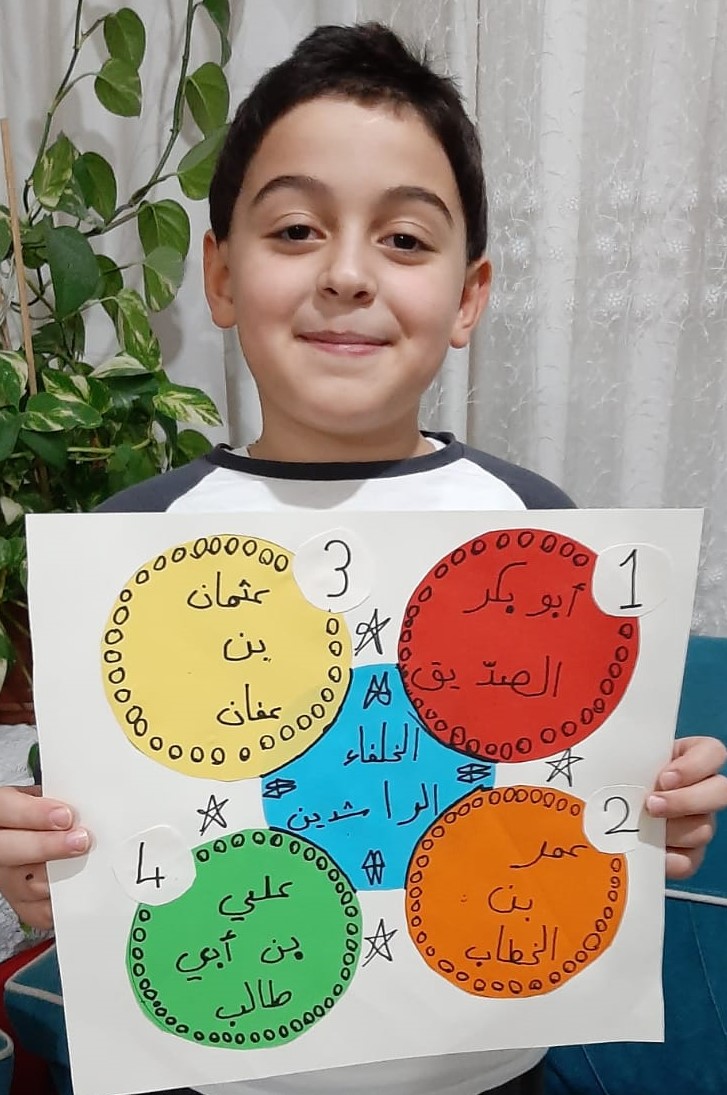 الخلفاء
الراشدين
1
أبو بكر
الصدّيق
2
عمر
بن
الخطاب
3
عثمان
بن
عفان
4
علي
بن أبي
طالب